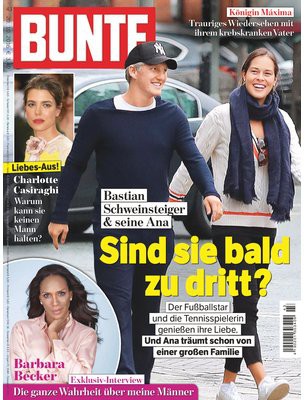 Königin Máxima
Trauriges Wiedersehen mit
ihrem krebskranken Vater
BUNTE
Liebes-Aus!
Charlotte
Casiraghi
Warum kann
sie keinen
Mann
halten?
Bastian
Schweinsteiger
& seine Ana
Sind sie bald
zu dritt?
Der Fußballstar
und die Tennisspielerin
genießen ihre Liebe.
Und Ana träumt schon von
einer großen Familie
Barbara
Becker
Exklusiv-Interview
Die ganze Wahrheit über meine Männer